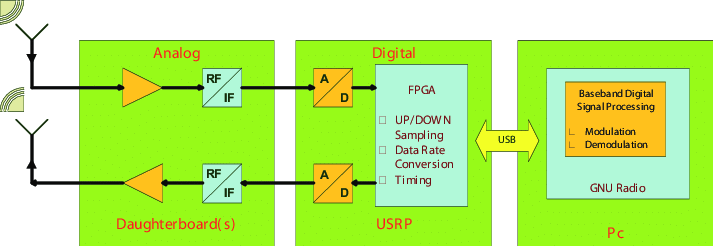 Analog
RF
IF
RF
IF
Daughterboard(s)
Digital
A
D
A
D
FPGA
UP/DOWN
Sampling
Data Rate
Conversion
Timing
USRP
USB
Baseband Digital
Signal Processing
Modulation
Demodulation
GNU Radio
Pc